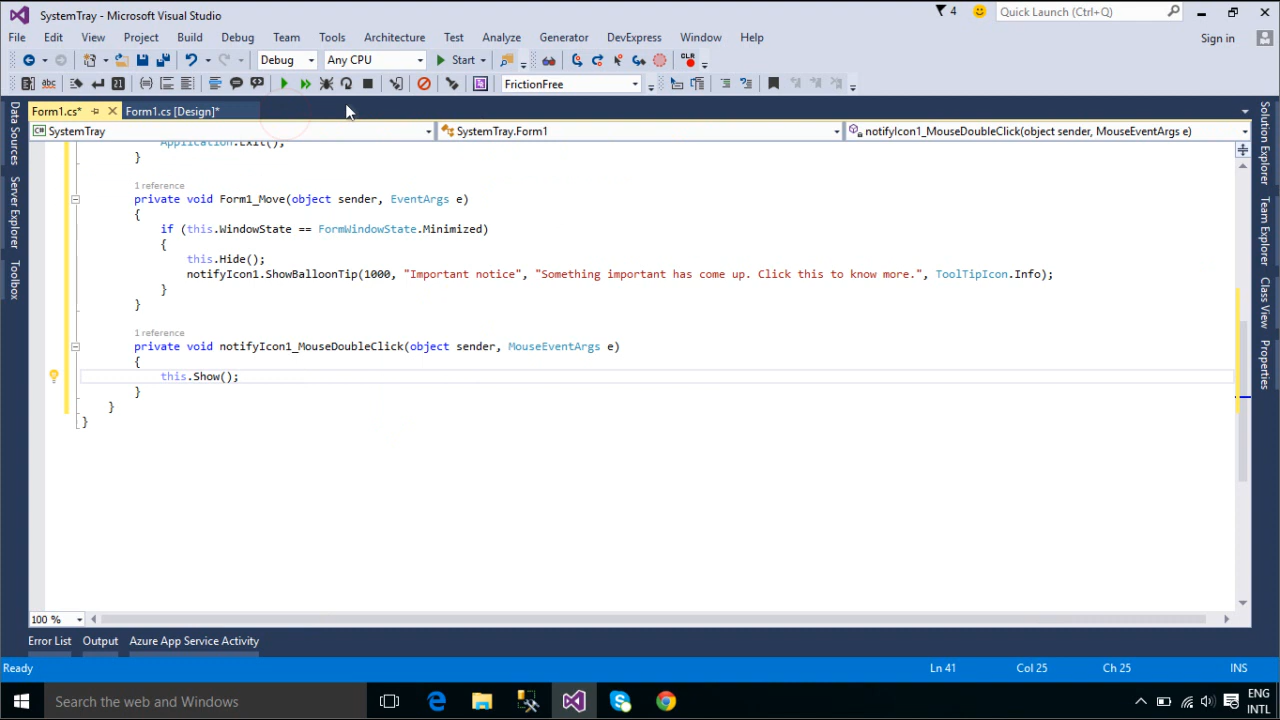 SystemTray - Microsoft Visual Studio
4
Quick Launch (Ctrl+Q)
File Edit View Project Build Debug Team Tools Architecture Test Analyze Generator DevExpress Window Help
Sign in
Debug Any CPU Start CLR
abc 21 FrictionFree
Form1.cs* Form1.cs [Design]*
SystemTray SystemTray.Form1 notifyIcon1_MouseDoubleClick(object sender, MouseEventArgs e)
Application.Exit();
}
1 reference
private void Form1_Move(object sender, EventArgs e)
{
if (this.WindowState == FormWindowState.Minimized)
{
this.Hide();
notifyIcon1.ShowBalloonTip(1000, "Important notice", "Something important has come up. Click this to know more.", ToolTipIcon.Info);
}
}
1 reference
private void notifyIcon1_MouseDoubleClick(object sender, MouseEventArgs e)
{
this.Show();
}
}
}
Data Sources
Server Explorer
Toolbox
Solution Explorer
Team Explorer
Class View
Properties
100 %
Error List Output Azure App Service Activity
Ready Ln 41 Col 25 Ch 25 INS
Search the web and Windows
ENG
INTL